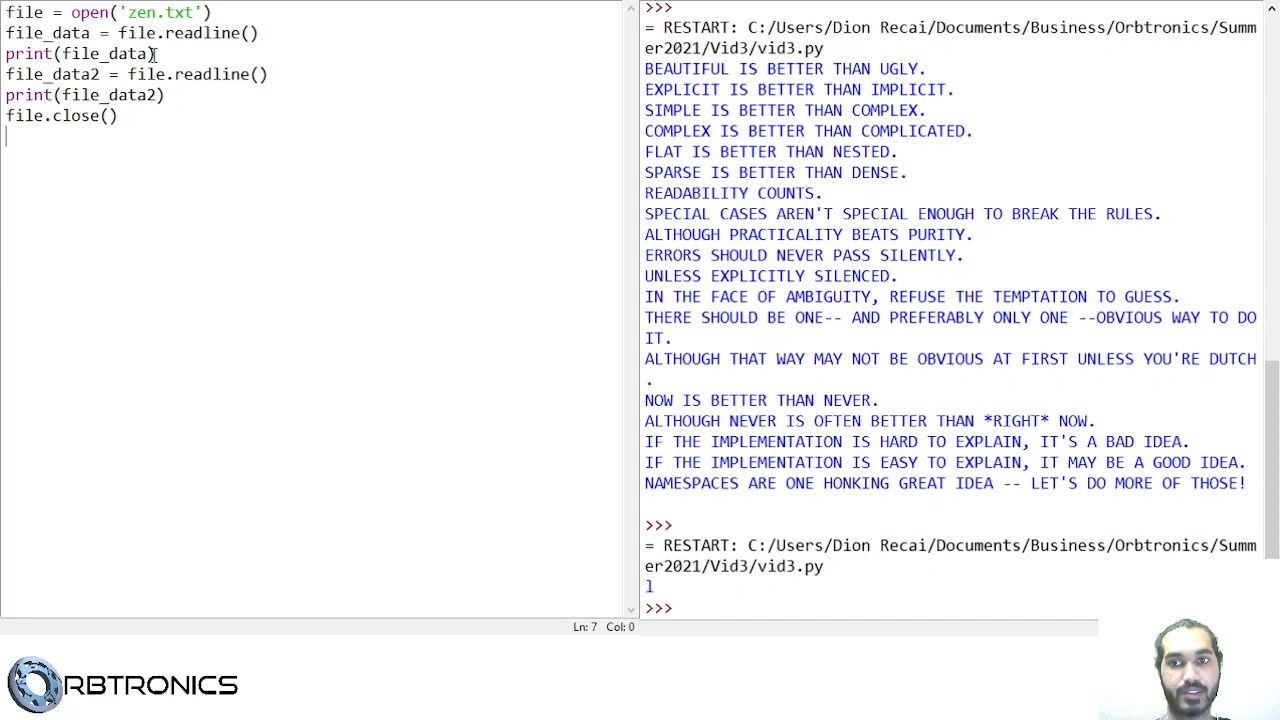 file = open('zen.txt')
file_data = file.readline()
print(file_data)
file_data2 = file.readline()
print(file_data2)
file.close()
>>>
= RESTART: C:/Users/Dion Recai/Documents/Business/Orbtronics/Summ
er2021/Vid3/vid3.py
BEAUTIFUL IS BETTER THAN UGLY.
EXPLICIT IS BETTER THAN IMPLICIT.
SIMPLE IS BETTER THAN COMPLEX.
COMPLEX IS BETTER THAN COMPLICATED.
FLAT IS BETTER THAN NESTED.
SPARSE IS BETTER THAN DENSE.
READABILITY COUNTS.
SPECIAL CASES AREN'T SPECIAL ENOUGH TO BREAK THE RULES.
ALTHOUGH PRACTICALITY BEATS PURITY.
ERRORS SHOULD NEVER PASS SILENTLY.
UNLESS EXPLICITLY SILENCED.
IN THE FACE OF AMBIGUITY, REFUSE THE TEMPTATION TO GUESS.
THERE SHOULD BE ONE-- AND PREFERABLY ONLY ONE --OBVIOUS WAY TO DO
IT.
ALTHOUGH THAT WAY MAY NOT BE OBVIOUS AT FIRST UNLESS YOU'RE DUTCH
.
NOW IS BETTER THAN NEVER.
ALTHOUGH NEVER IS OFTEN BETTER THAN *RIGHT* NOW.
IF THE IMPLEMENTATION IS HARD TO EXPLAIN, IT'S A BAD IDEA.
IF THE IMPLEMENTATION IS EASY TO EXPLAIN, IT MAY BE A GOOD IDEA.
NAMESPACES ARE ONE HONKING GREAT IDEA -- LET'S DO MORE OF THOSE!
>>>
= RESTART: C:/Users/Dion Recai/Documents/Business/Orbtronics/Summ
er2021/Vid3/vid3.py
l
>>>
Ln: 7 Col: 0
ORBTRONICS